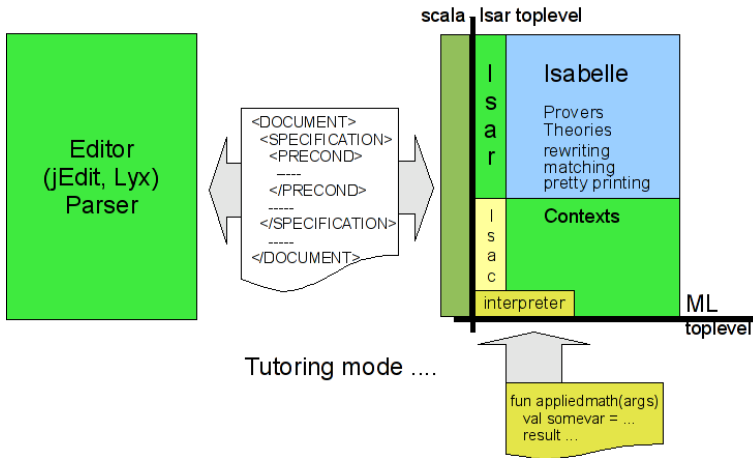 scala Isar toplevel
Editor
(jEdit, Lyx)
Parser
<DOCUMENT>
<SPECIFICATION>
<PRECOND>
-----
</PRECOND>
-----
</SPECIFICATION>
-----
</DOCUMENT>
I
s
a
r
Isabelle
Provers
Theories
rewriting
matching
pretty printing
I
s
a
c
Contexts
interpreter
ML
toplevel
Tutoring mode ....
fun appliedmath(args)
val somevar = ...
result ...